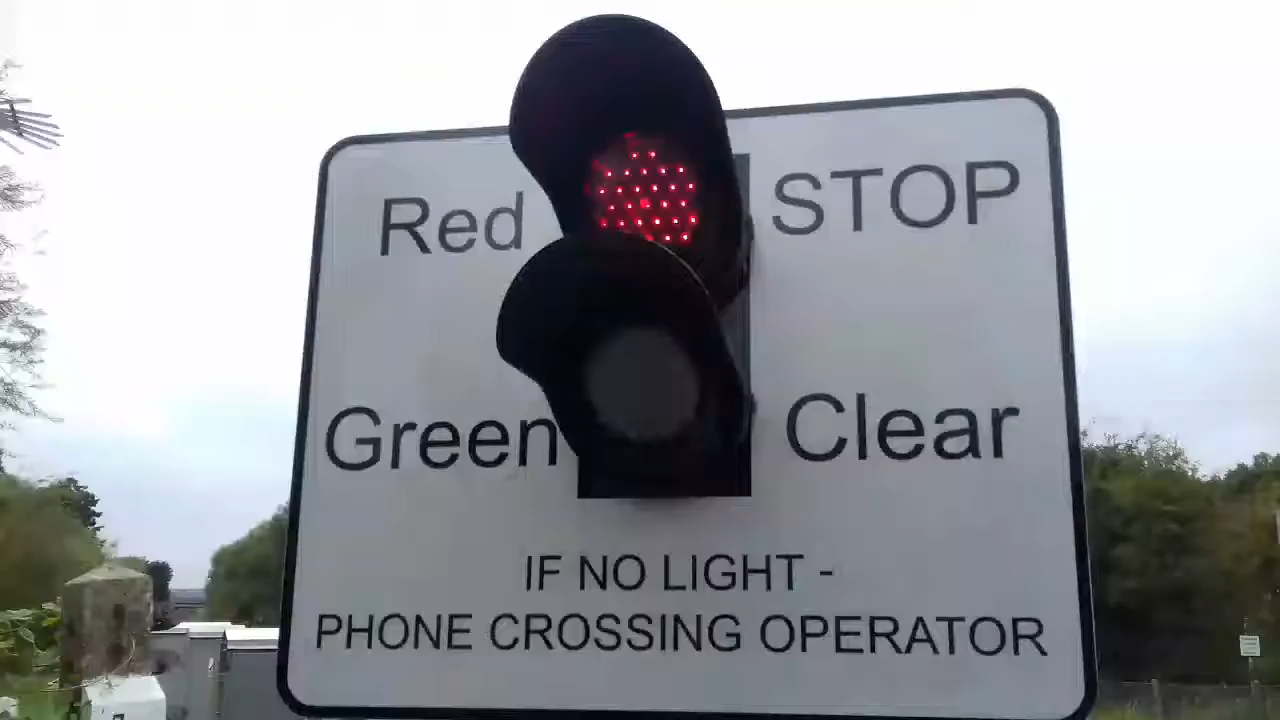 Red STOP
Green Clear
IF NO LIGHT -
PHONE CROSSING OPERATOR